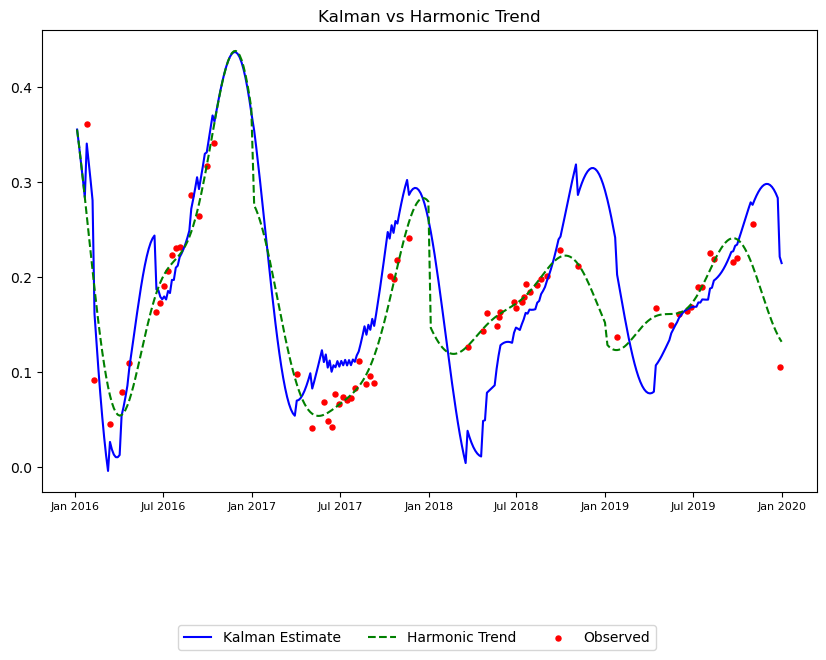 Kalman vs Harmonic Trend
0.4
0.3
0.2
0.1
0.0
Jan 2016 Jul 2016 Jan 2017 Jul 2017 Jan 2018 Jul 2018 Jan 2019 Jul 2019 Jan 2020
Kalman Estimate Harmonic Trend Observed